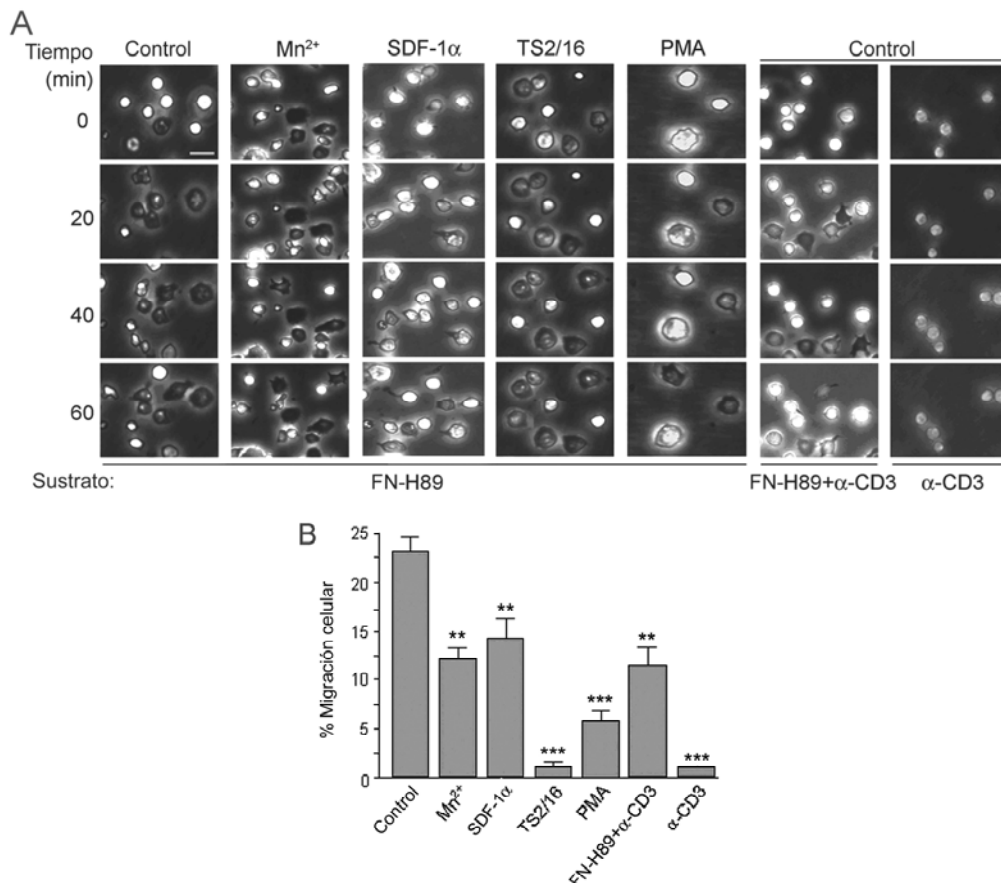 A
Tiempo (min)
Control
Mn²⁺
SDF-1α
TS2/16
PMA
Control
0
20
40
60
Sustrato:
FN-H89
FN-H89+α-CD3
α-CD3
B
% Migración celular
25
20
15
10
5
0
**
**
***
***
**
***
Control
Mn²⁺
SDF-1α
TS2/16
PMA
FN-H89+α-CD3
α-CD3